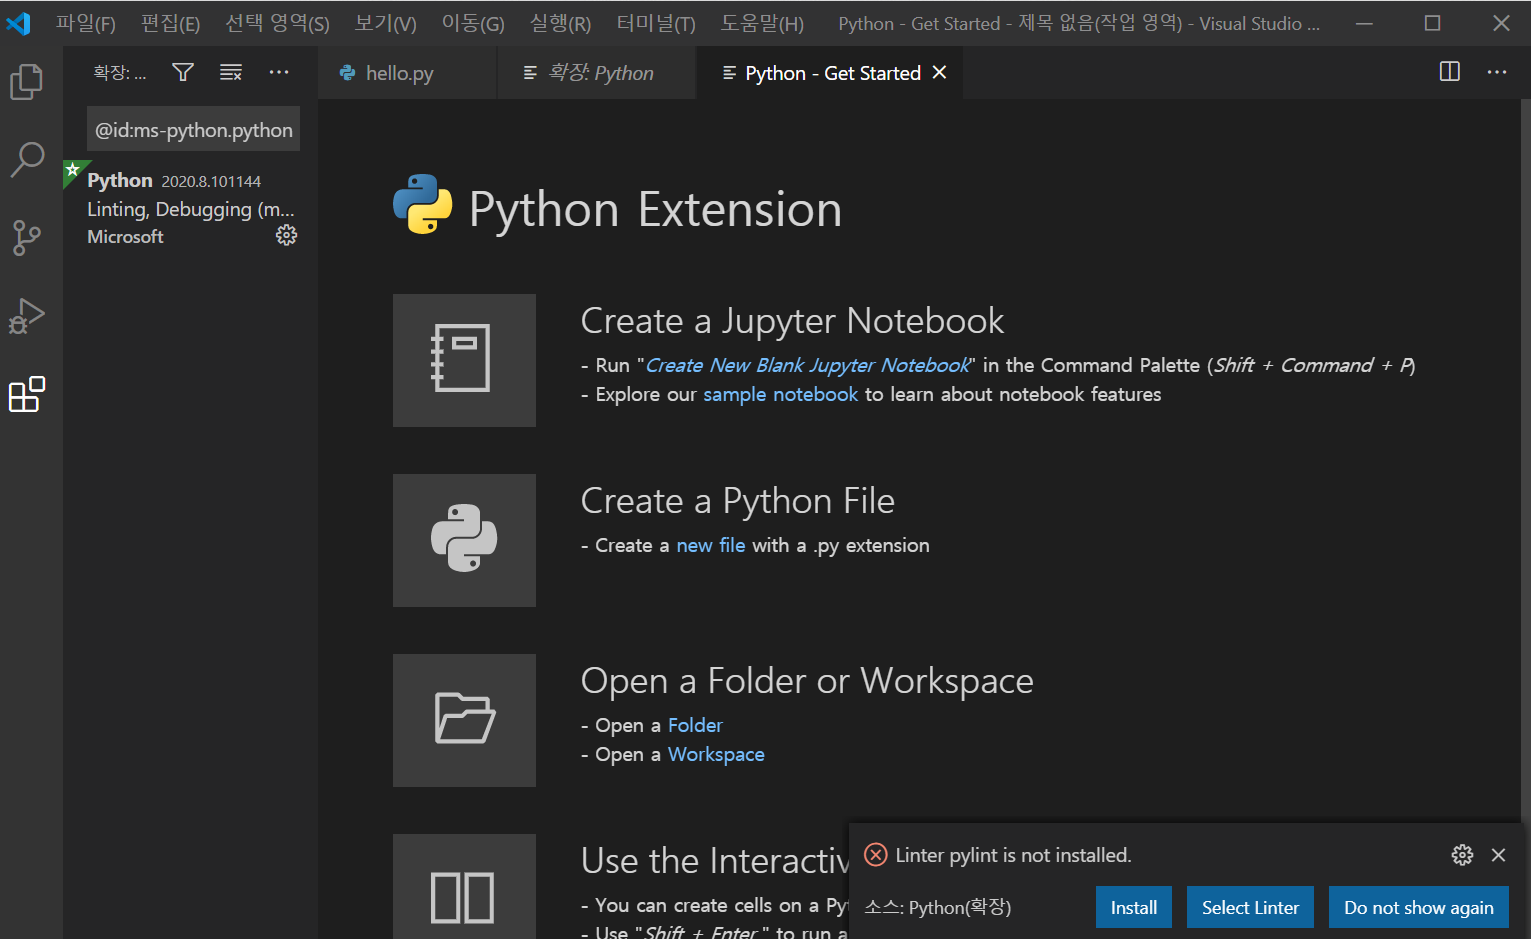 파일(F) 편집(E) 선택 영역(S) 보기(V) 이동(G) 실행(R) 터미널(T) 도움말(H) Python - Get Started - 제목 없음(작업 영역) - Visual Studio ...
확장: ...
hello.py 확장: Python Python - Get Started
@id:ms-python.python
Python 2020.8.101144
Linting, Debugging (m...
Microsoft
Python Extension
Create a Jupyter Notebook
- Run "Create New Blank Jupyter Notebook" in the Command Palette (Shift + Command + P)
- Explore our sample notebook to learn about notebook features
Create a Python File
- Create a new file with a .py extension
Open a Folder or Workspace
- Open a Folder
- Open a Workspace
Use the Interactiv
- You can create cells on a Pyt
- Use "Shift + Enter " to run a
Linter pylint is not installed.
소스: Python(확장)
Install Select Linter Do not show again